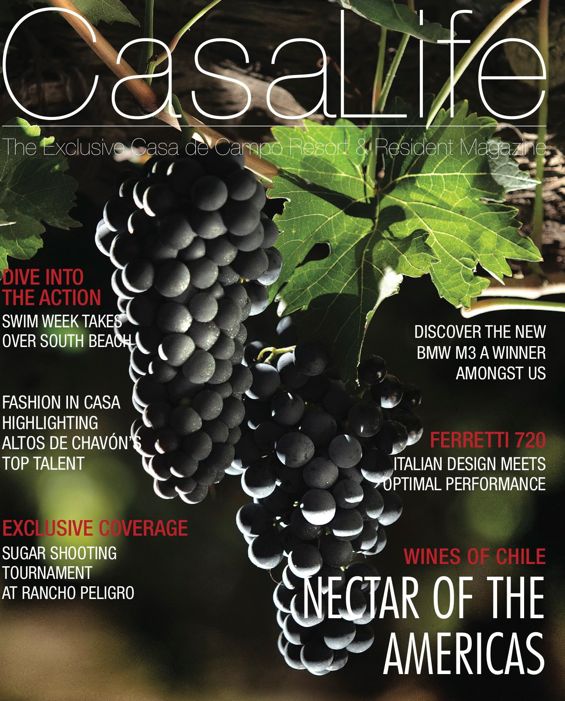 CasaLife
The Exclusive Casa de Campo Resort & Resident Magazine
DIVE INTO
THE ACTION
SWIM WEEK TAKES
OVER SOUTH BEACH
FASHION IN CASA
HIGHLIGHTING
ALTOS DE CHAVÓN'S
TOP TALENT
EXCLUSIVE COVERAGE
SUGAR SHOOTING
TOURNAMENT
AT RANCHO PELIGRO
DISCOVER THE NEW
BMW M3 A WINNER
AMONGST US
FERRETTI 720
ITALIAN DESIGN MEETS
OPTIMAL PERFORMANCE
WINES OF CHILE
NECTAR OF THE
AMERICAS